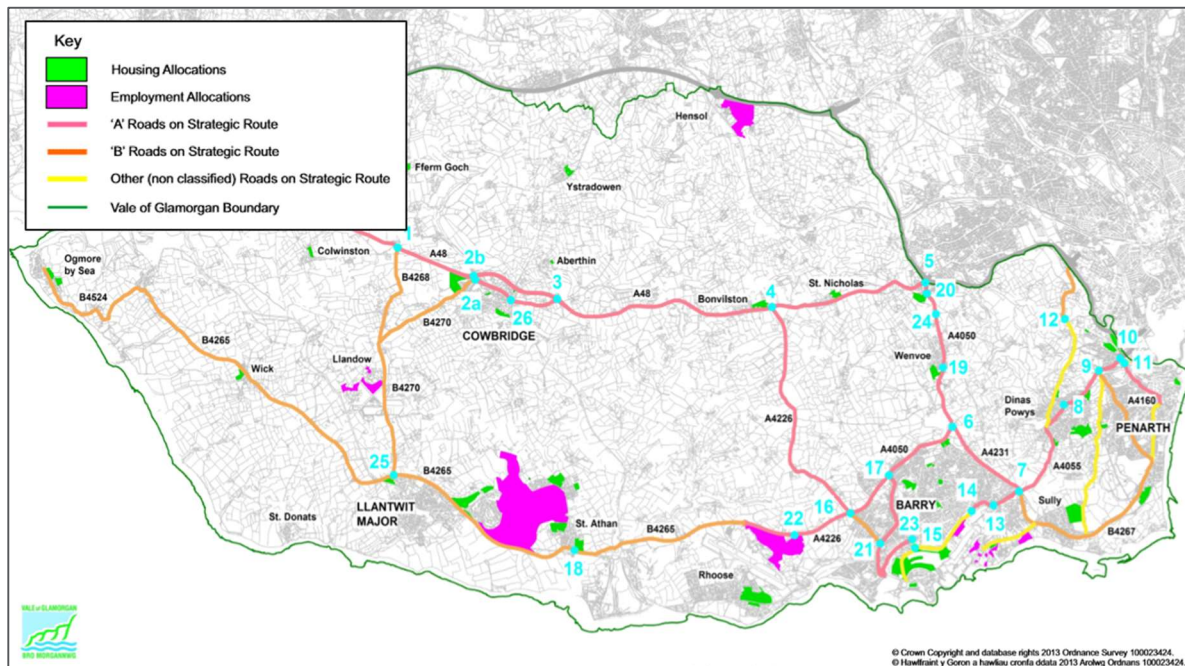 Key
Housing Allocations
Employment Allocations
'A' Roads on Strategic Route
'B' Roads on Strategic Route
Other (non classified) Roads on Strategic Route
Vale of Glamorgan Boundary
Hensol
Fferm Goch
Ystradowen
Ogmore
by Sea
Colwinston
1
A48
2b
Aberthin
B4268
2a
3
26
COWBRIDGE
B4524
B4270
A48
Bonvilston
4
St. Nicholas
5
20
24
A4050
12
B4265
Wick
Llandow
B4270
Wenvoe
19
10
9
11
Dinas
Powys
8
A4160
PENARTH
A4226
6
A4050
A4231
17
7
A4055
25
B4265
LLANTWIT
MAJOR
St. Donats
St. Athan
18
B4265
22
A4226
16
BARRY
14
13
Sully
23
15
21
B4267
Rhoose
VALE of GLAMORGAN
BRO MORGANNWG
© Crown Copyright and database rights 2013 Ordnance Survey 100023424.
© Hawlfraint y Goron a hawliau cronfa ddata 2013 Arolwg Ordnans 100023424.